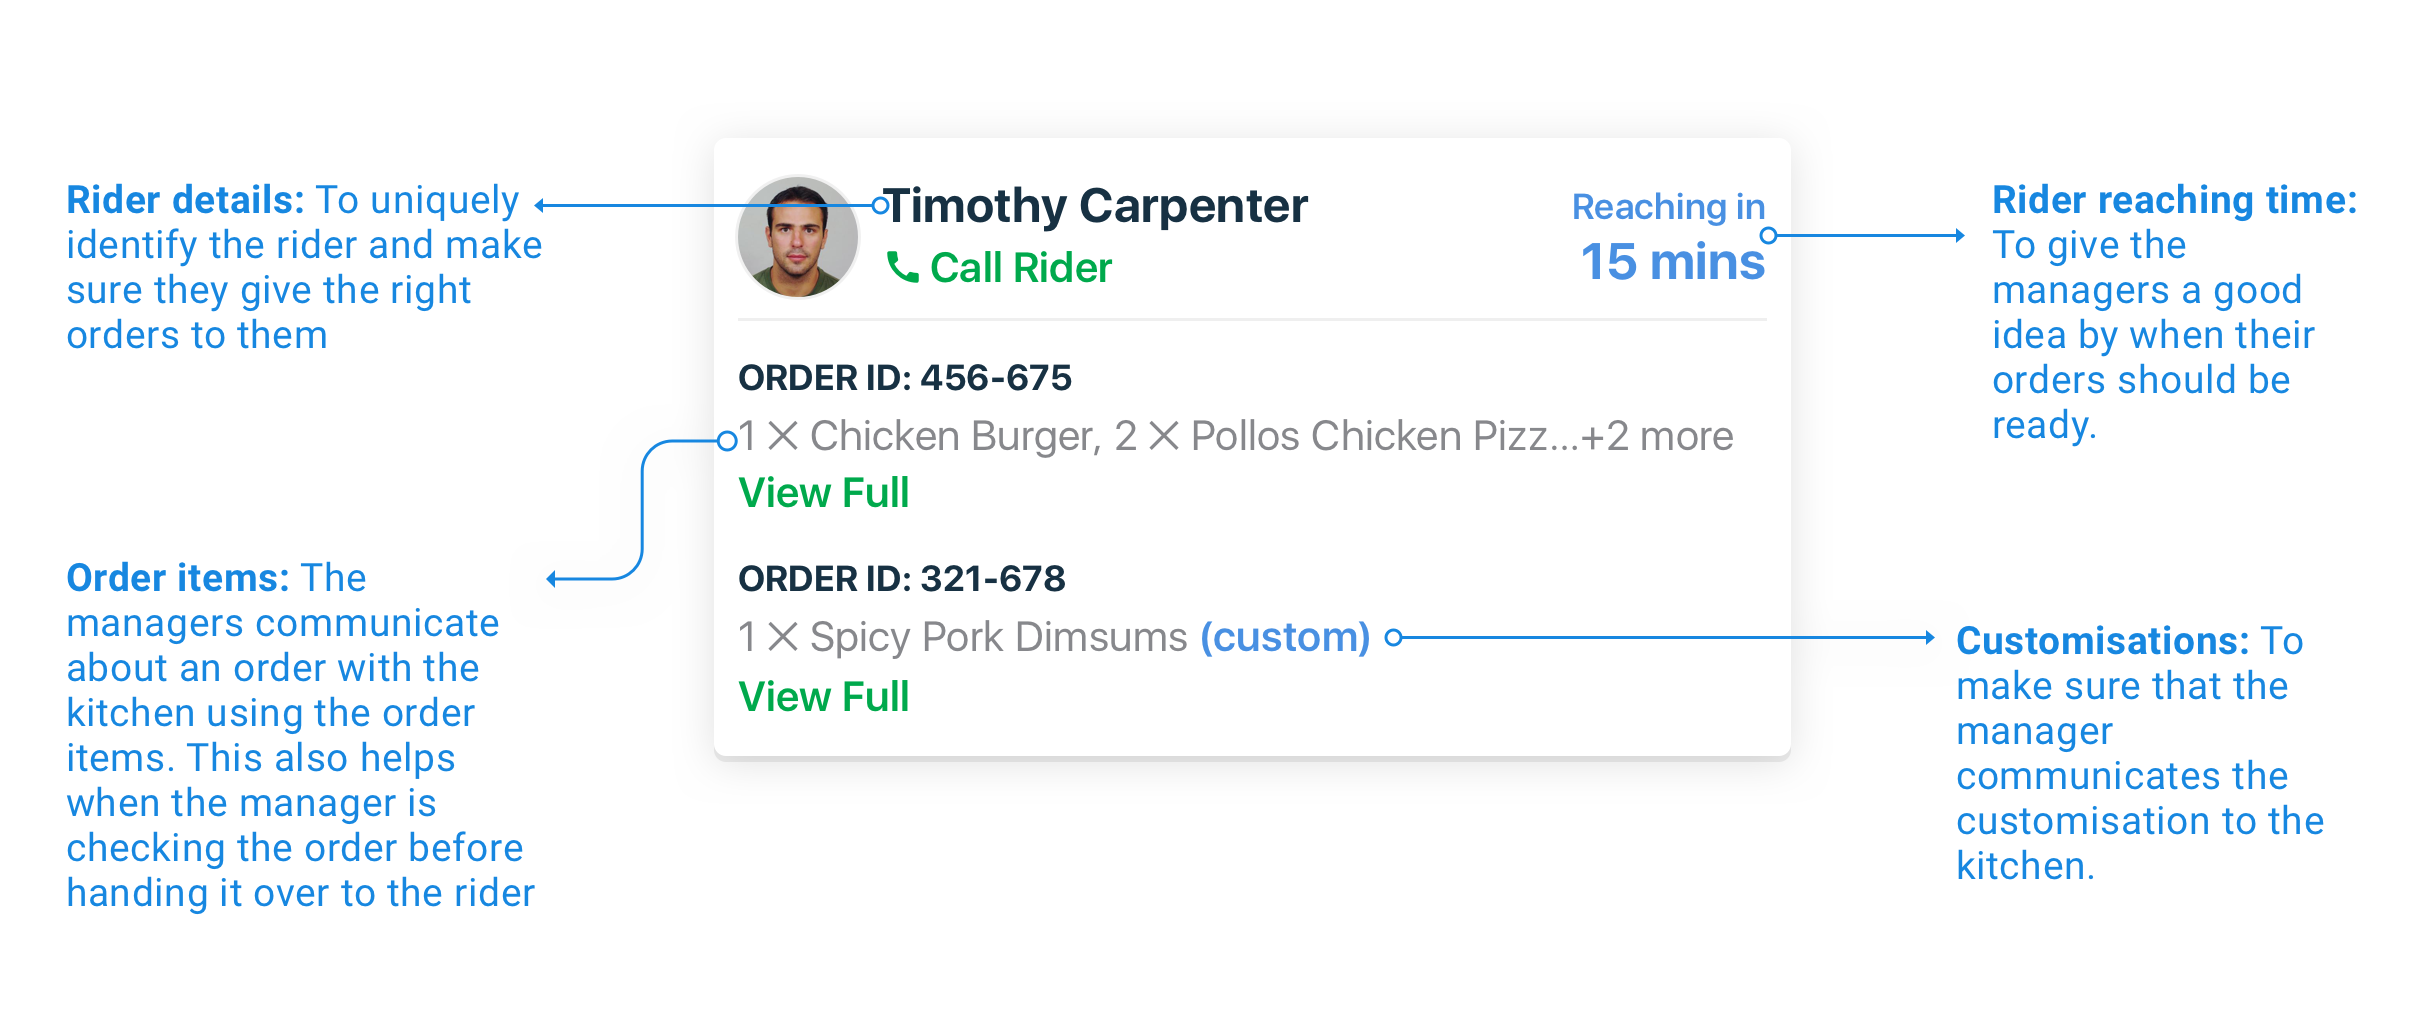 Rider details: To uniquely
identify the rider and make
sure they give the right
orders to them
Order items: The
managers communicate
about an order with the
kitchen using the order
items. This also helps
when the manager is
checking the order before
handing it over to the rider
Timothy Carpenter
Call Rider
Reaching in
15 mins
ORDER ID: 456-675
1 × Chicken Burger, 2 × Pollos Chicken Pizz...+2 more
View Full
ORDER ID: 321-678
1 × Spicy Pork Dimsums (custom)
View Full
Rider reaching time:
To give the
managers a good
idea by when their
orders should be
ready.
Customisations: To
make sure that the
manager
communicates the
customisation to the
kitchen.